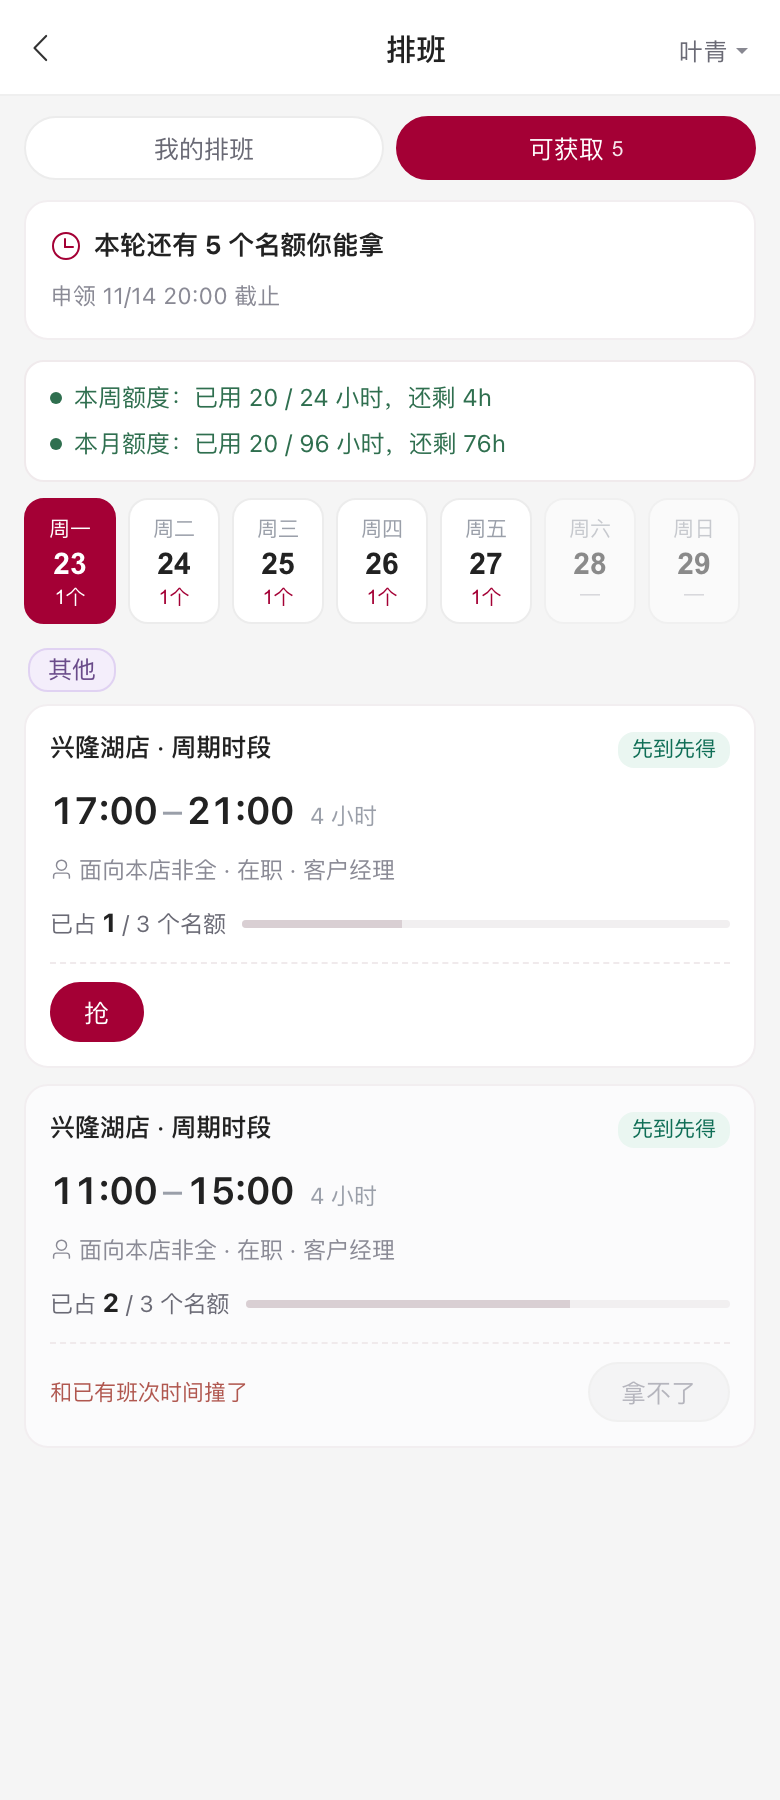 排班
叶青
我的排班
可获取 5
本轮还有 5 个名额你能拿
申领 11/14 20:00 截止
本周额度：已用 20 / 24 小时，还剩 4h
本月额度：已用 20 / 96 小时，还剩 76h
周一 周二 周三 周四 周五 周六 周日
23 24 25 26 27 28 29
1个 1个 1个 1个 1个 — —
其他
兴隆湖店 · 周期时段
先到先得
17:00 – 21:00 4 小时
面向本店非全 · 在职 · 客户经理
已占 1 / 3 个名额
抢
兴隆湖店 · 周期时段
先到先得
11:00 – 15:00 4 小时
面向本店非全 · 在职 · 客户经理
已占 2 / 3 个名额
和已有班次时间撞了
拿不了